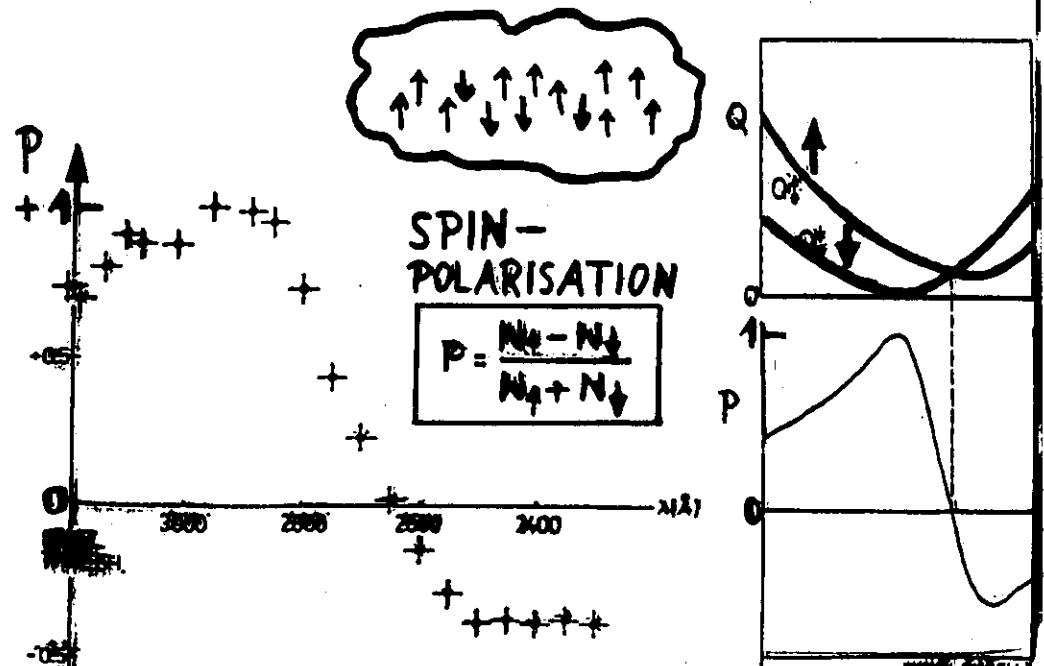 P
+1
SPIN-
POLARISATION
P = N↑ - N↓
N↑ + N↓
+0.5
0
3000
2800
2600
2400
λ(Å)
-0.5
Q
Q↑
Q↓
0
1
P
0